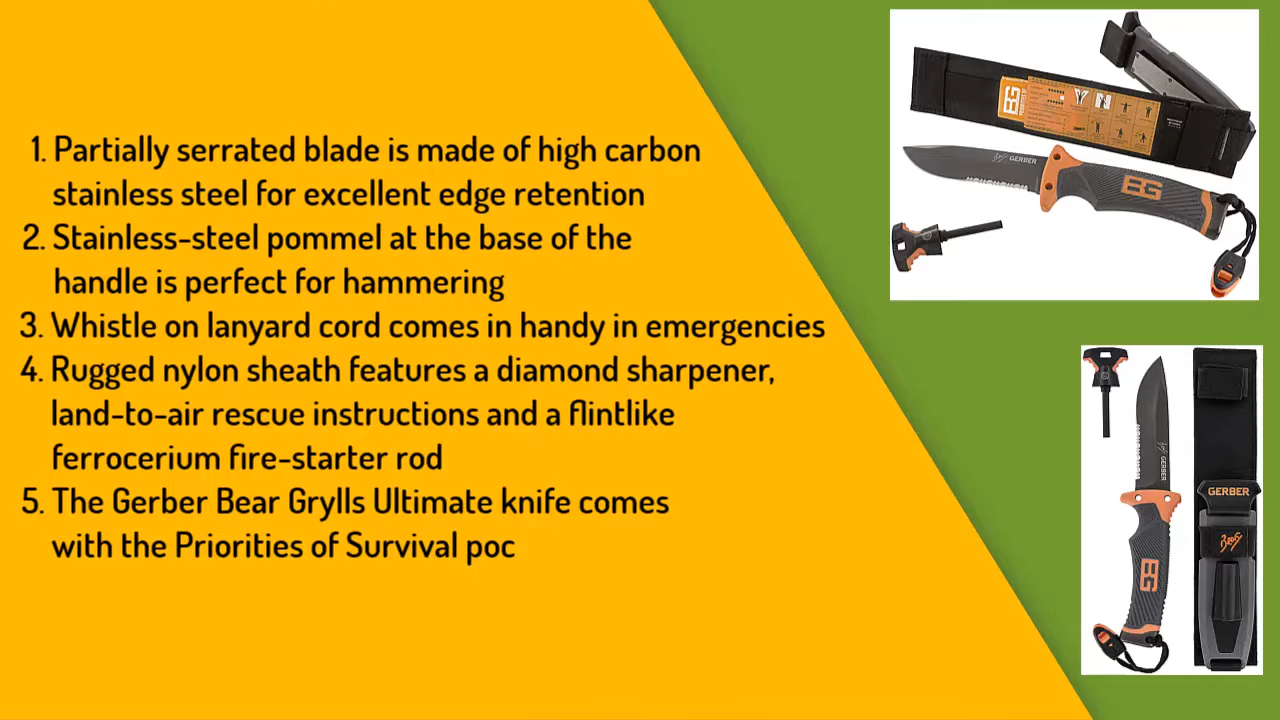 1. Partially serrated blade is made of high carbon
stainless steel for excellent edge retention
2. Stainless-steel pommel at the base of the
handle is perfect for hammering
3. Whistle on lanyard cord comes in handy in emergencies
4. Rugged nylon sheath features a diamond sharpener,
land-to-air rescue instructions and a flintlike
ferrocerium fire-starter rod
5. The Gerber Bear Grylls Ultimate knife comes
with the Priorities of Survival poc
BG
GERBER
BG
GERBER
GERBER
Bear
BG